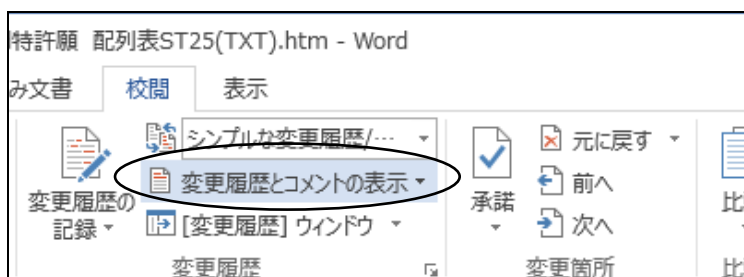 特許願 配列表ST25(TXT).htm - Word
み文書 校閲 表示
変更履歴の
記録
シンプルな変更履歴/…
変更履歴とコメントの表示
[変更履歴] ウィンドウ
変更履歴
承諾
元に戻す
前へ
次へ
変更箇所
比
比